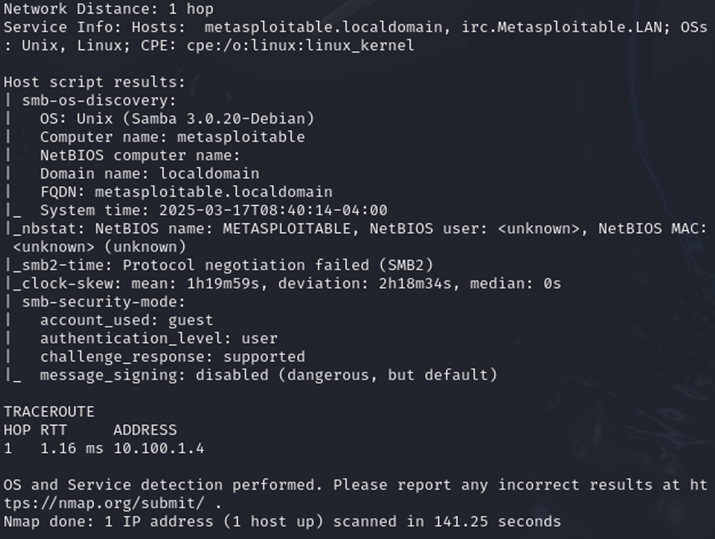 Network Distance: 1 hop
Service Info: Hosts:  metasploitable.localdomain, irc.Metasploitable.LAN; OSs
: Unix, Linux; CPE: cpe:/o:linux:linux_kernel

Host script results:
| smb-os-discovery:
|   OS: Unix (Samba 3.0.20-Debian)
|   Computer name: metasploitable
|   NetBIOS computer name:
|   Domain name: localdomain
|   FQDN: metasploitable.localdomain
|_  System time: 2025-03-17T08:40:14-04:00
|_nbstat: NetBIOS name: METASPLOITABLE, NetBIOS user: <unknown>, NetBIOS MAC:
 <unknown> (unknown)
|_smb2-time: Protocol negotiation failed (SMB2)
|_clock-skew: mean: 1h19m59s, deviation: 2h18m34s, median: 0s
| smb-security-mode:
|   account_used: guest
|   authentication_level: user
|   challenge_response: supported
|_  message_signing: disabled (dangerous, but default)

TRACEROUTE
HOP RTT     ADDRESS
1   1.16 ms 10.100.1.4

OS and Service detection performed. Please report any incorrect results at ht
tps://nmap.org/submit/ .
Nmap done: 1 IP address (1 host up) scanned in 141.25 seconds